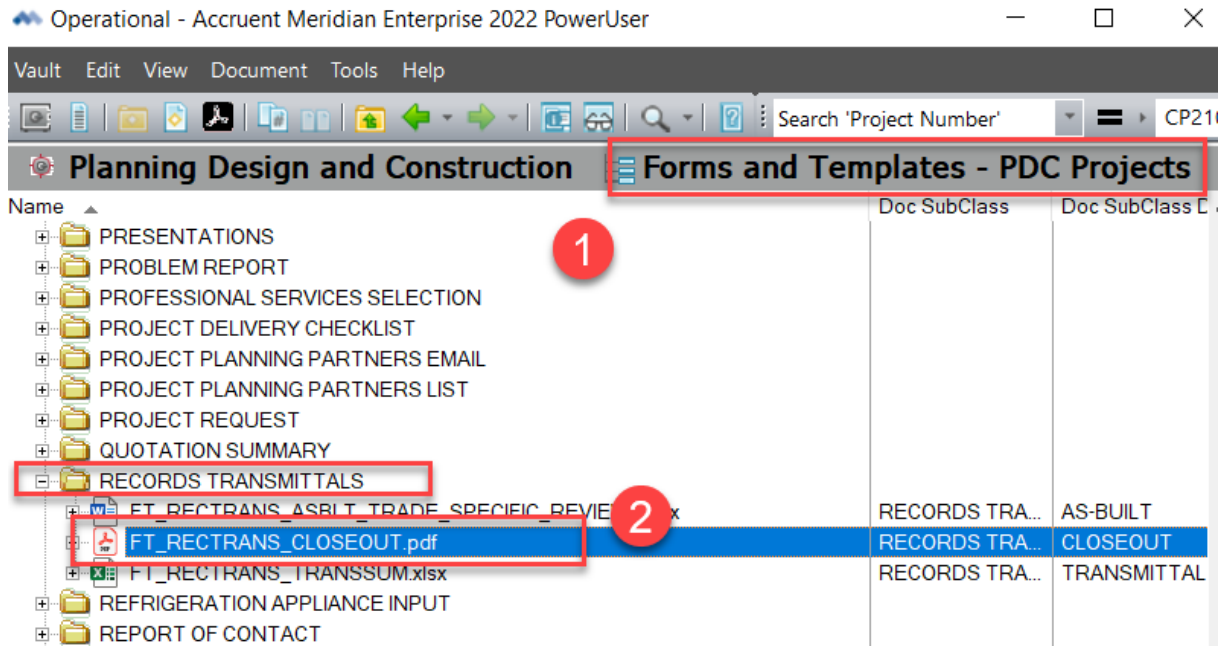 Operational - Accruent Meridian Enterprise 2022 PowerUser
Vault Edit View Document Tools Help
Search 'Project Number' CP21
Planning Design and Construction Forms and Templates - PDC Projects
Name Doc SubClass Doc SubClass D
1
PRESENTATIONS
PROBLEM REPORT
PROFESSIONAL SERVICES SELECTION
PROJECT DELIVERY CHECKLIST
PROJECT PLANNING PARTNERS EMAIL
PROJECT PLANNING PARTNERS LIST
PROJECT REQUEST
QUOTATION SUMMARY
RECORDS TRANSMITTALS
2
FT_RECTRANS_ASBLT_TRADE_SPECIFIC_REVIE x RECORDS TRA... AS-BUILT
FT_RECTRANS_CLOSEOUT.pdf RECORDS TRA... CLOSEOUT
FT_RECTRANS_TRANSSUM.xlsx RECORDS TRA... TRANSMITTAL
REFRIGERATION APPLIANCE INPUT
REPORT OF CONTACT